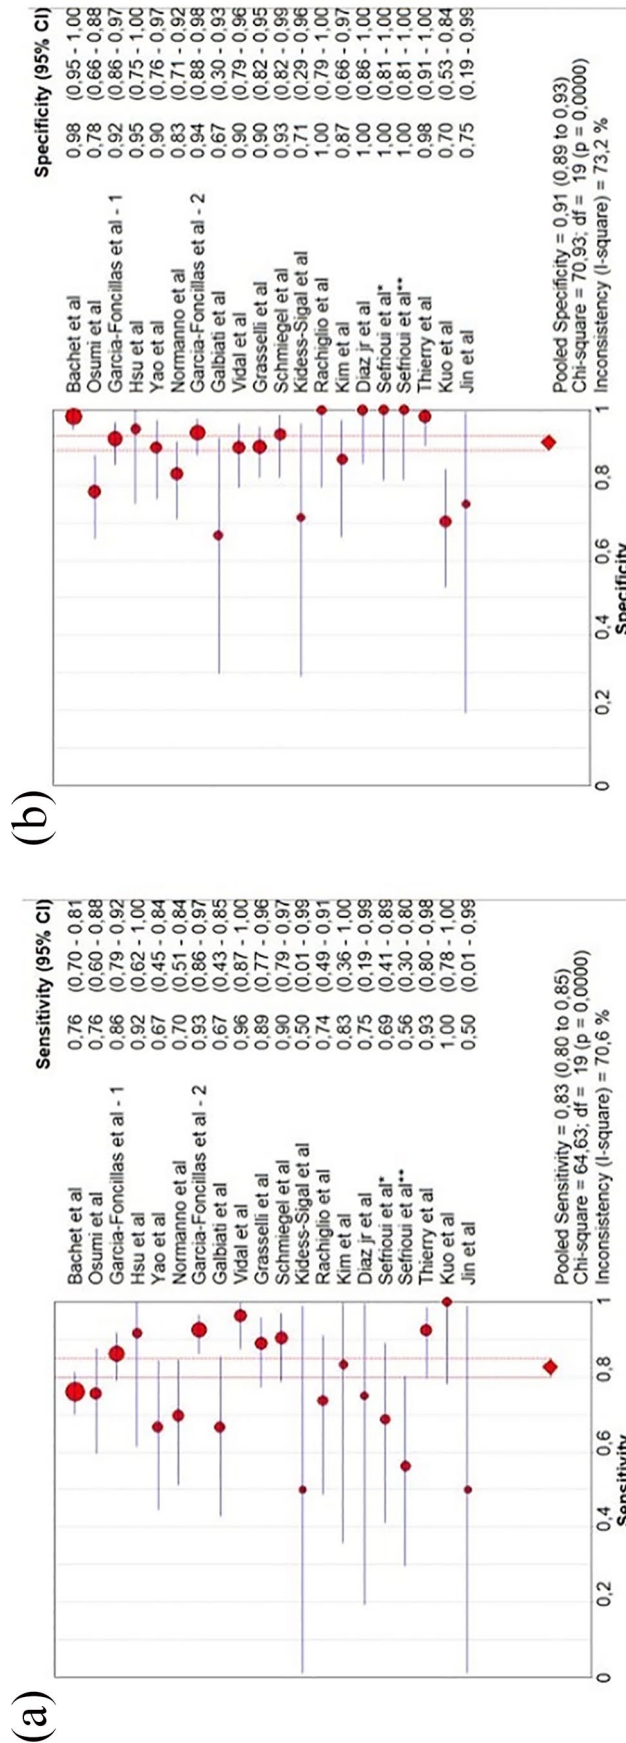 (a)
Sensitivity (95% CI)
Bachet et al 0,76 (0,70 - 0,81
Osumi et al 0,76 (0,60 - 0,88
Garcia-Foncillas et al - 1 0,86 (0,79 - 0,92
Hsu et al 0,92 (0,62 - 1,00
Yao et al 0,67 (0,45 - 0,84
Normanno et al 0,70 (0,51 - 0,84
Garcia-Foncillas et al - 2 0,93 (0,86 - 0,97
Galbiati et al 0,67 (0,43 - 0,85
Vidal et al 0,96 (0,87 - 1,00
Grasselli et al 0,89 (0,77 - 0,96
Schmiegel et al 0,90 (0,79 - 0,97
Kidess-Sigal et al 0,50 (0,01 - 0,99
Rachiglio et al 0,74 (0,49 - 0,91
Kim et al 0,83 (0,36 - 1,00
Diaz jr et al 0,75 (0,19 - 0,99
Sefrioui et al* 0,69 (0,41 - 0,89
Sefrioui et al** 0,56 (0,30 - 0,80
Thierry et al 0,93 (0,80 - 0,98
Kuo et al 1,00 (0,78 - 1,00
Jin et al 0,50 (0,01 - 0,99
Pooled Sensitivity = 0,83 (0,80 to 0,85)
Chi-square = 64,63; df = 19 (p = 0,0000)
Inconsistency (I-square) = 70,6 %
0 0,2 0,4 0,6 0,8 1
Sensitivity
(b)
Specificity (95% CI)
Bachet et al 0,98 (0,95 - 1,00
Osumi et al 0,78 (0,66 - 0,88
Garcia-Foncillas et al - 1 0,92 (0,86 - 0,97
Hsu et al 0,95 (0,75 - 1,00
Yao et al 0,90 (0,76 - 0,97
Normanno et al 0,83 (0,71 - 0,92
Garcia-Foncillas et al - 2 0,94 (0,88 - 0,98
Galbiati et al 0,67 (0,30 - 0,93
Vidal et al 0,90 (0,79 - 0,96
Grasselli et al 0,90 (0,82 - 0,95
Schmiegel et al 0,93 (0,82 - 0,99
Kidess-Sigal et al 0,71 (0,29 - 0,96
Rachiglio et al 1,00 (0,79 - 1,00
Kim et al 0,87 (0,66 - 0,97
Diaz jr et al 1,00 (0,86 - 1,00
Sefrioui et al* 1,00 (0,81 - 1,00
Sefrioui et al** 1,00 (0,81 - 1,00
Thierry et al 0,98 (0,91 - 1,00
Kuo et al 0,70 (0,53 - 0,84
Jin et al 0,75 (0,19 - 0,99
Pooled Specificity = 0,91 (0,89 to 0,93)
Chi-square = 70,93; df = 19 (p = 0,0000)
Inconsistency (I-square) = 73,2 %
0 0,2 0,4 0,6 0,8 1
Specificity